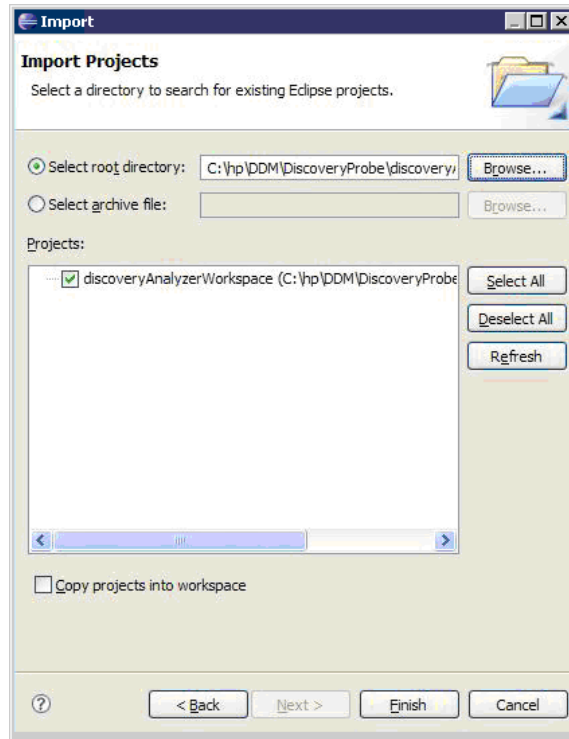 Import
Import Projects
Select a directory to search for existing Eclipse projects.
Select root directory: C:\hp\DDM\DiscoveryProbe\discovery/ Browse...
Select archive file: Browse...
Projects:
discoveryAnalyzerWorkspace (C:\hp\DDM\DiscoveryProbe
Select All
Deselect All
Refresh
Copy projects into workspace
? < Back Next > Finish Cancel